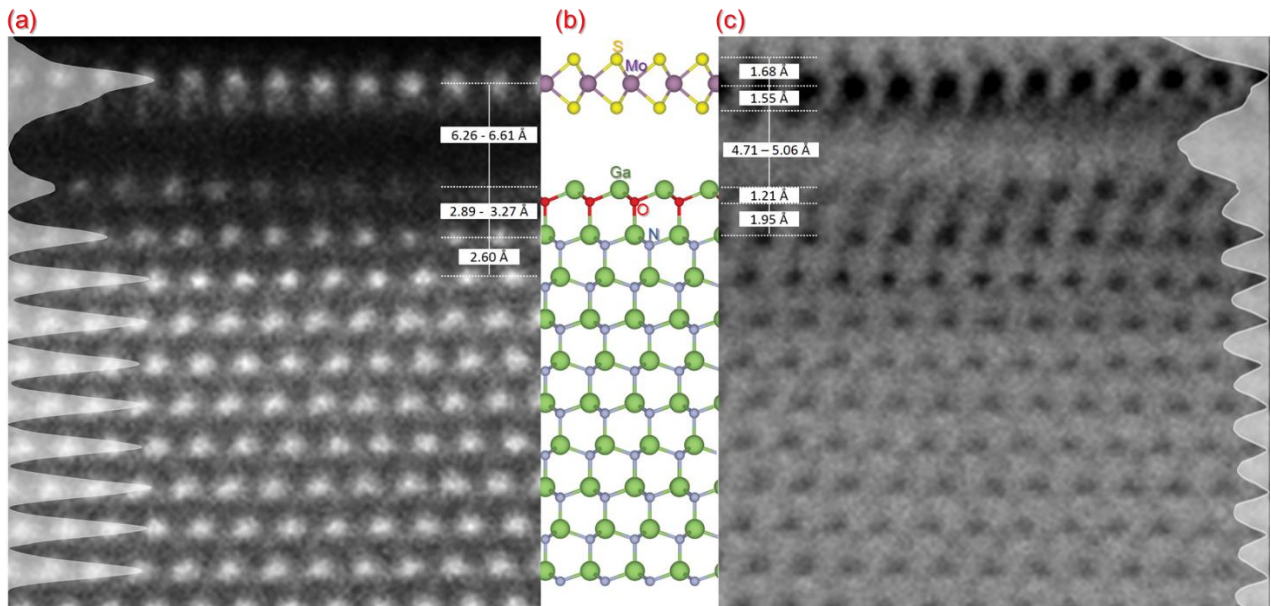 (a)
(b)
(c)
6.26 - 6.61 Å
2.89 - 3.27 Å
2.60 Å
S
Mo
Ga
O
N
1.68 Å
1.55 Å
4.71 – 5.06 Å
1.21 Å
1.95 Å